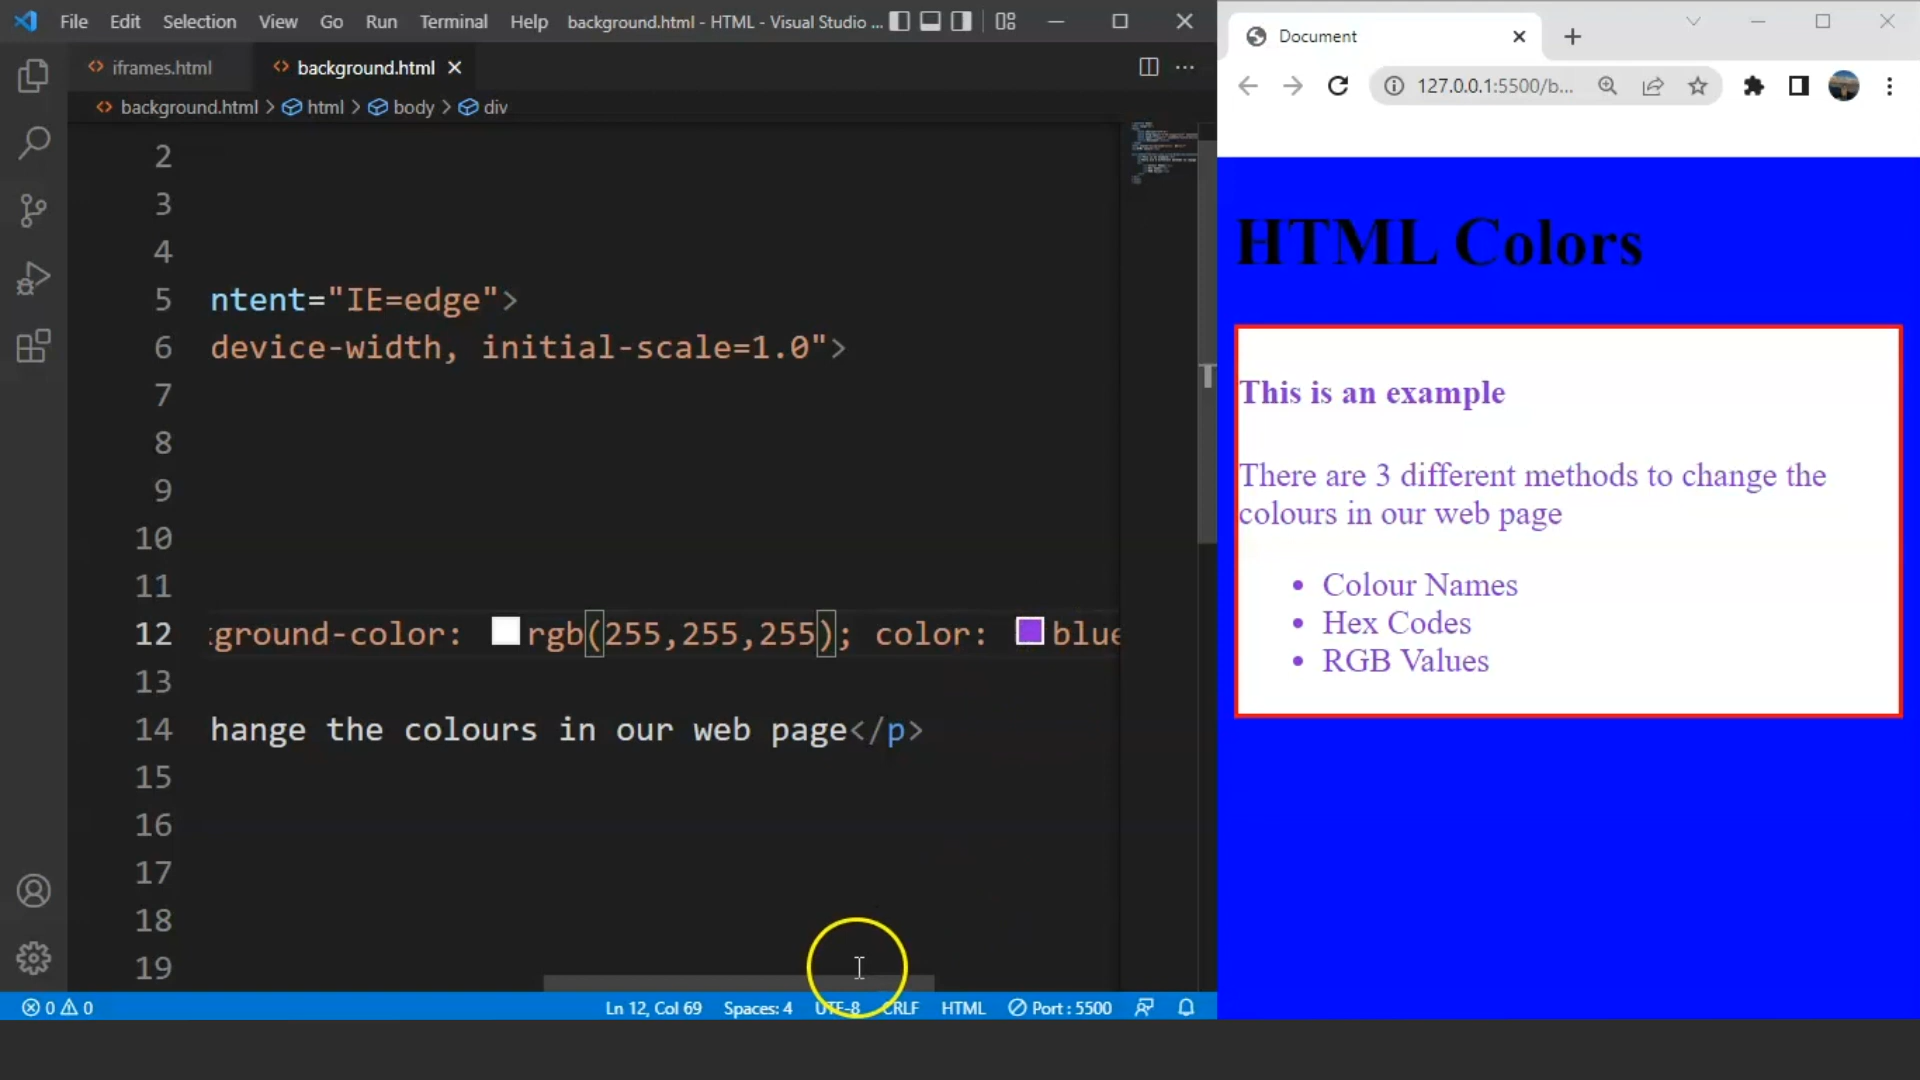 File Edit Selection View Go Run Terminal Help background.html - HTML - Visual Studio ...
iframes.html background.html
background.html > html > body > div
2
3
4
5 ntent="IE=edge">
6 device-width, initial-scale=1.0">
7
8
9
10
11
12 ground-color: rgb(255,255,255); color: blue
13
14 hange the colours in our web page</p>
15
16
17
18
19
0 0 Ln 12, Col 69 Spaces: 4 UTF-8 CRLF HTML Port : 5500
Document
127.0.0.1:5500/b...
HTML Colors
This is an example
There are 3 different methods to change the
colours in our web page
• Colour Names
• Hex Codes
• RGB Values